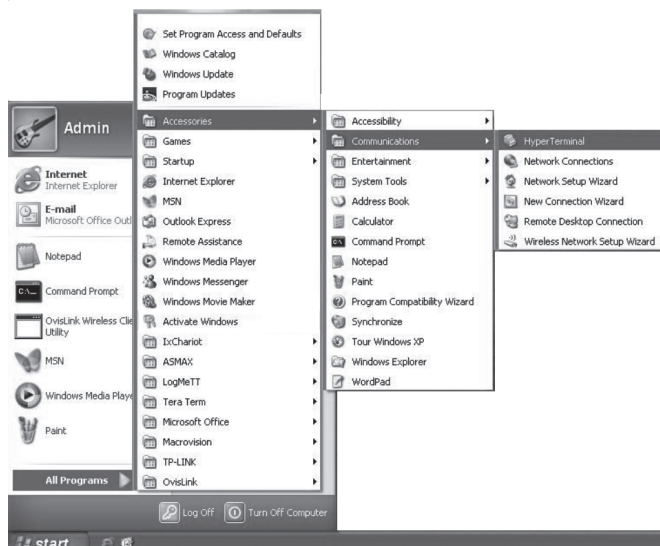 Admin
Internet
Internet Explorer
E-mail
Microsoft Office Outl
Notepad
Command Prompt
OvisLink Wireless Clie
Utility
MSN
Windows Media Playe
Paint
All Programs
Set Program Access and Defaults
Windows Catalog
Windows Update
Program Updates
Accessories
Games
Startup
Internet Explorer
MSN
Outlook Express
Remote Assistance
Windows Media Player
Windows Messenger
Windows Movie Maker
Activate Windows
IxChariot
ASMAX
LogMeTT
Tera Term
Microsoft Office
Macrovision
TP-LINK
OvisLink
Accessibility
Communications
Entertainment
System Tools
Address Book
Calculator
Command Prompt
Notepad
Paint
Program Compatibility Wizard
Synchronize
Tour Windows XP
Windows Explorer
WordPad
HyperTerminal
Network Connections
Network Setup Wizard
New Connection Wizard
Remote Desktop Connection
Wireless Network Setup Wizard
Log Off
Turn Off Computer
start